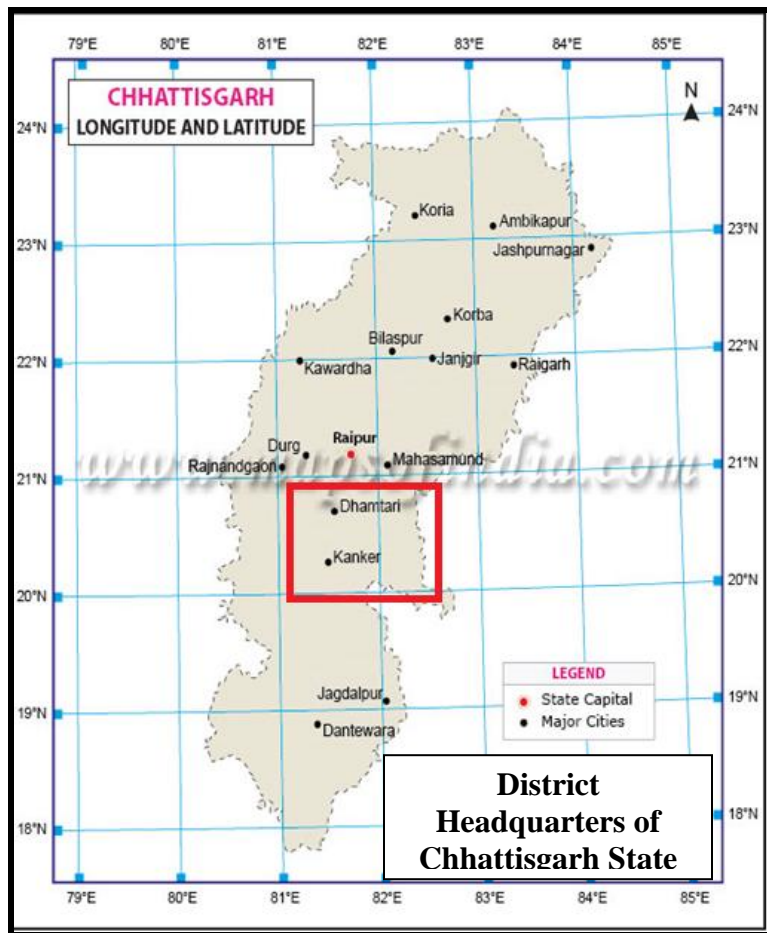 79°E 80°E 81°E 82°E 83°E 84°E 85°E
CHHATTISGARH
LONGITUDE AND LATITUDE
N
24°N 24°N
Koria
Ambikapur
23°N 23°N
Jashpurnagar
Korba
Bilaspur
Janjgir
22°N 22°N
Kawardha
Raigarh
Raipur
Durg
Mahasamund
Rajnandgaon
www.mapsofindia.com
21°N 21°N
Dhamtari
Kanker
20°N 20°N
LEGEND
State Capital
Major Cities
Jagdalpur
19°N 19°N
Dantewara
District
Headquarters of
Chhattisgarh State
18°N 18°N
79°E 80°E 81°E 82°E 83°E 84°E 85°E